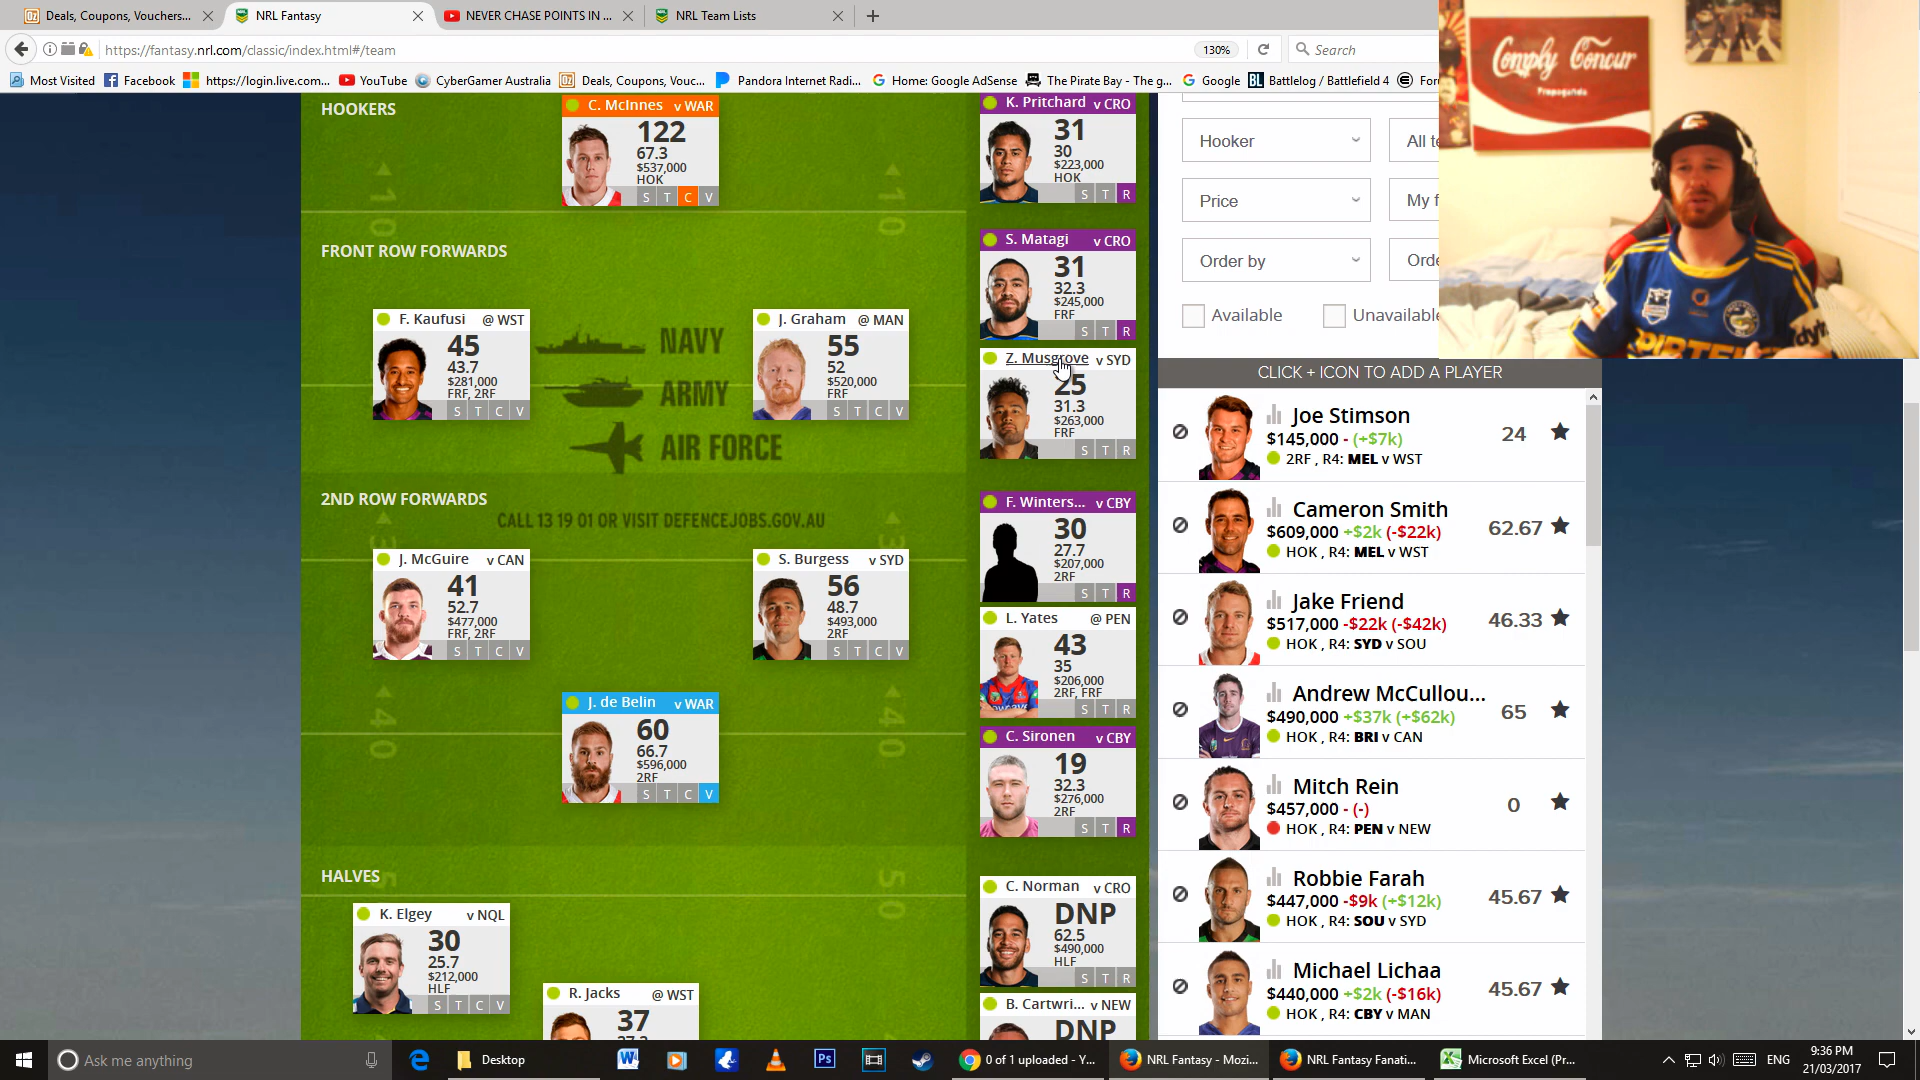 Deals, Coupons, Vouchers...
NRL Fantasy
NEVER CHASE POINTS IN ...
NRL Team Lists
https://fantasy.nrl.com/classic/index.html#/team
130%
Search
Most Visited
Facebook
https://login.live.com...
YouTube
CyberGamer Australia
Deals, Coupons, Vouc...
Pandora Internet Radi...
Home: Google AdSense
The Pirate Bay - The g...
Google
Battlelog / Battlefield 4
For
Comply Concur
Propaganda
HOOKERS
C. McInnes v WAR
122
67.3
$537,000
HOK
S T C V
K. Pritchard v CRO
31
30
$223,000
HOK
S T R
FRONT ROW FORWARDS
S. Matagi v CRO
31
32.3
$245,000
FRF
S T R
F. Kaufusi @ WST
45
43.7
$281,000
FRF, 2RF
S T C V
NAVY
ARMY
AIR FORCE
J. Graham @ MAN
55
52
$520,000
FRF
S T C V
Z. Musgrove v SYD
25
31.3
$263,000
FRF
S T R
2ND ROW FORWARDS
CALL 13 19 01 OR VISIT DEFENCEJOBS.GOV.AU
F. Winters... v CBY
30
27.7
$207,000
2RF
S T R
J. McGuire v CAN
41
52.7
$477,000
FRF, 2RF
S T C V
S. Burgess v SYD
56
48.7
$493,000
2RF
S T C V
L. Yates @ PEN
43
35
$206,000
2RF, FRF
S T R
J. de Belin v WAR
60
66.7
$596,000
2RF
S T C V
C. Sironen v CBY
19
32.3
$276,000
2RF
S T R
HALVES
K. Elgey v NQL
30
25.7
$212,000
HLF
S T C V
R. Jacks @ WST
37
C. Norman v CRO
DNP
62.5
$490,000
HLF
S T R
B. Cartwri... v NEW
DNP
10
10
40
40
50
Hooker
All te
Price
My f
Order by
Orde
Available
Unavailable
CLICK + ICON TO ADD A PLAYER
Joe Stimson
$145,000 - (+$7k)
2RF , R4: MEL v WST
24
Cameron Smith
$609,000 +$2k (-$22k)
HOK , R4: MEL v WST
62.67
Jake Friend
$517,000 -$22k (-$42k)
HOK , R4: SYD v SOU
46.33
Andrew McCullou...
$490,000 +$37k (+$62k)
HOK , R4: BRI v CAN
65
Mitch Rein
$457,000 - (-)
HOK , R4: PEN v NEW
0
Robbie Farah
$447,000 -$9k (+$12k)
HOK , R4: SOU v SYD
45.67
Michael Lichaa
$440,000 +$2k (-$16k)
HOK , R4: CBY v MAN
45.67
Ask me anything
Desktop
0 of 1 uploaded - Y...
NRL Fantasy - Mozi...
NRL Fantasy Fanati...
Microsoft Excel (Pr...
ENG
9:36 PM
21/03/2017